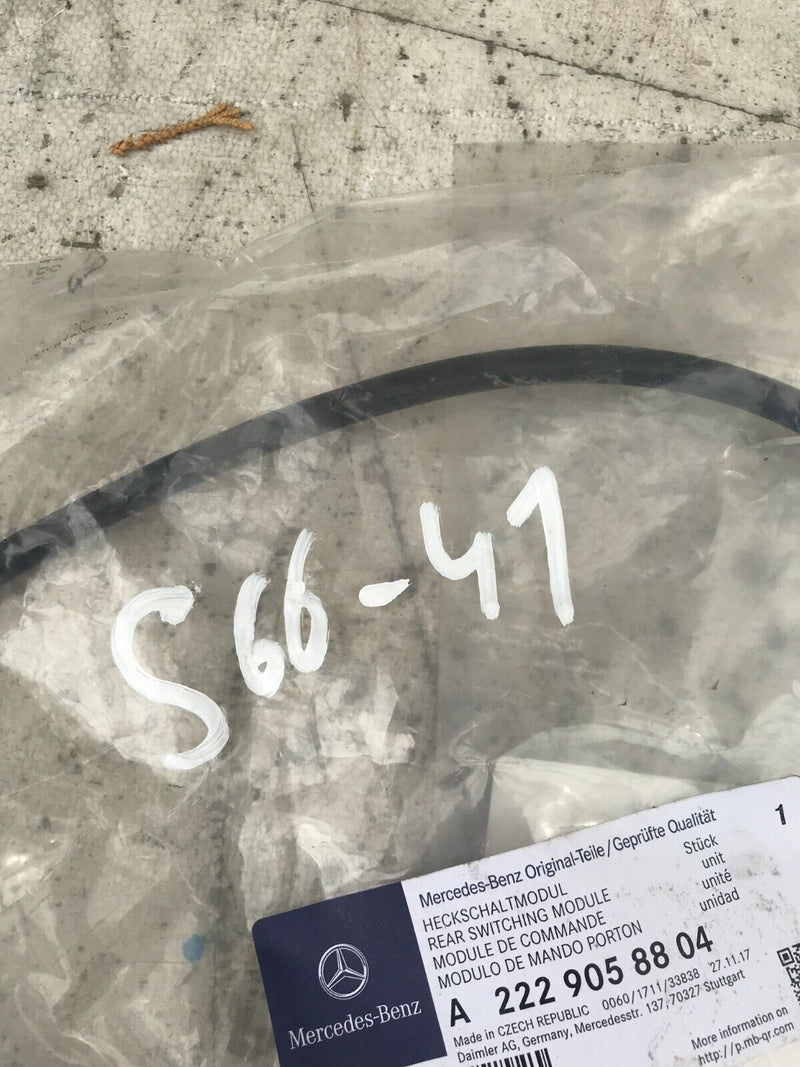 S66-41
Mercedes-Benz Original-Teile/Geprüfte Qualität 1
HECKSCHALTMODUL Stück
REAR SWITCHING MODULE unit
MODULE DE COMMANDE unité
MODULO DE MANDO PORTON unidad
A 222 905 88 04
Made in CZECH REPUBLIC 0060/1711/33838 27.11.17
Daimler AG, Germany, Mercedesstr. 137, 70327 Stuttgart
More information on
http://p.mb-qr.com
Mercedes-Benz